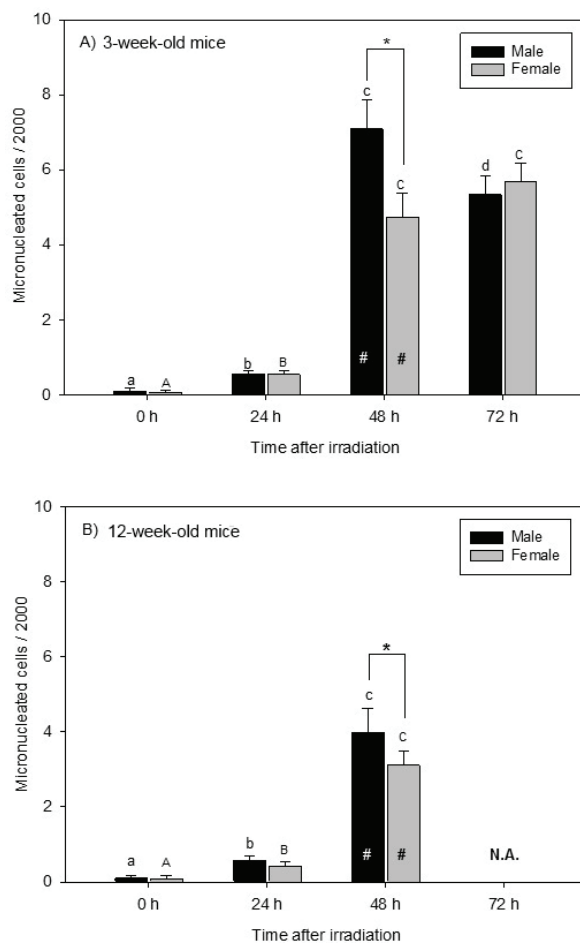 A) 3-week-old mice
Male
Female
*
c
c
d
c
a
A
b
B
#
#
10
8
6
4
2
0
Micronucleated cells / 2000
0 h
24 h
48 h
72 h
Time after irradiation
B) 12-week-old mice
Male
Female
*
c
c
b
B
a
A
#
#
N.A.
10
8
6
4
2
0
Micronucleated cells / 2000
0 h
24 h
48 h
72 h
Time after irradiation